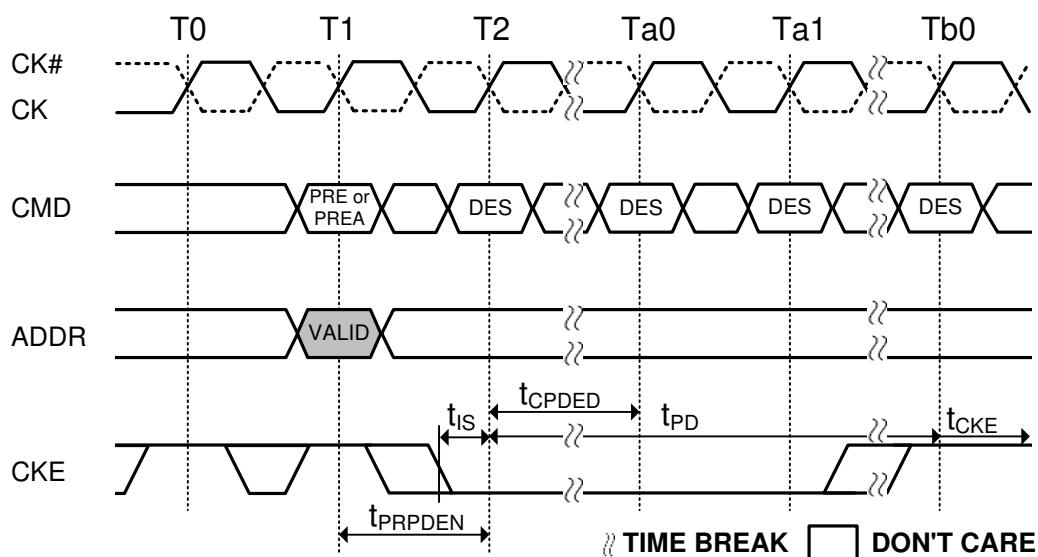 T0 T1 T2 Ta0 Ta1 Tb0
CK#
CK
CMD
PRE or
PREA
DES DES DES DES
ADDR
VALID
tCPDED
tIS tPD tCKE
CKE
tPRPDEN
TIME BREAK DON'T CARE